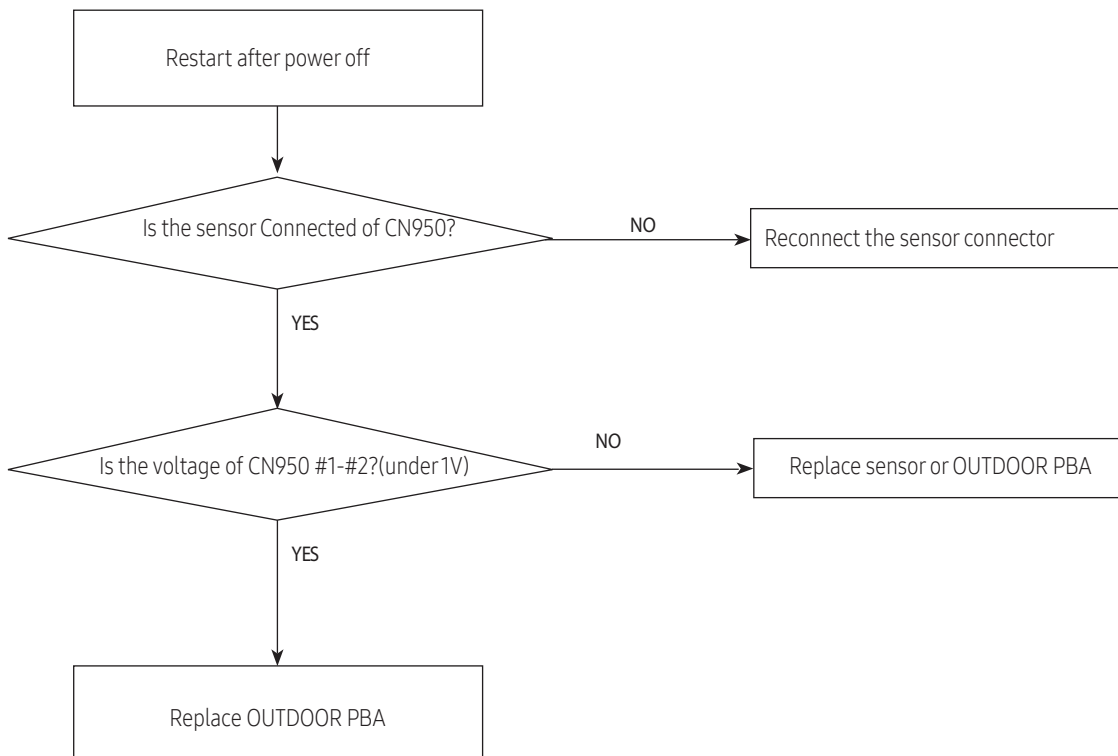 Restart after power off
Is the sensor Connected of CN950?
NO
Reconnect the sensor connector
YES
Is the voltage of CN950 #1-#2?(under 1V)
NO
Replace sensor or OUTDOOR PBA
YES
Replace OUTDOOR PBA